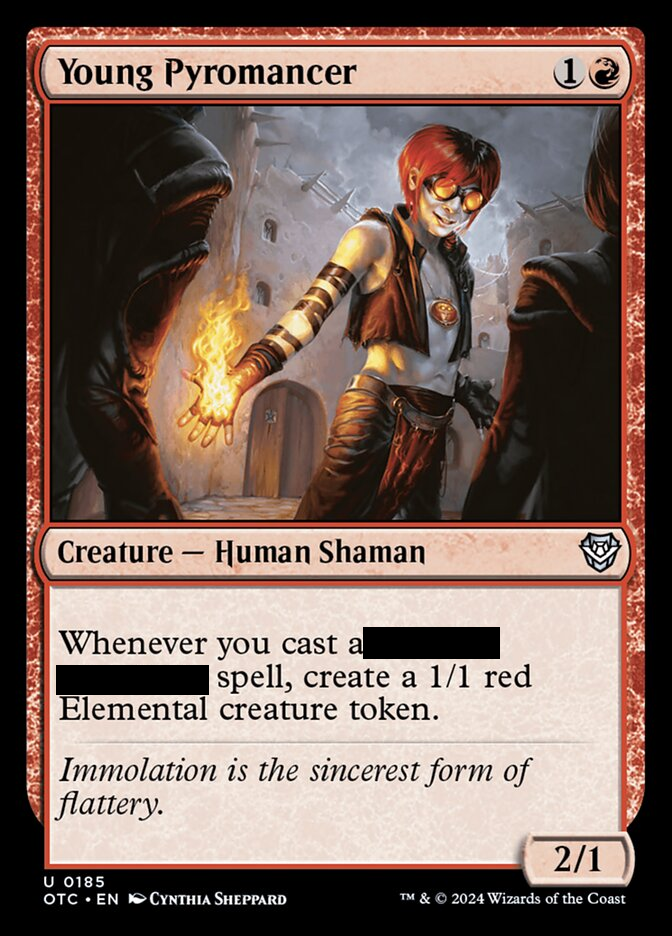 Young Pyromancer 1
Creature — Human Shaman
Whenever you cast a
spell, create a 1/1 red
Elemental creature token.
Immolation is the sincerest form of
flattery.
2/1
U 0185
OTC • EN Cynthia Sheppard
™ & © 2024 Wizards of the Coast